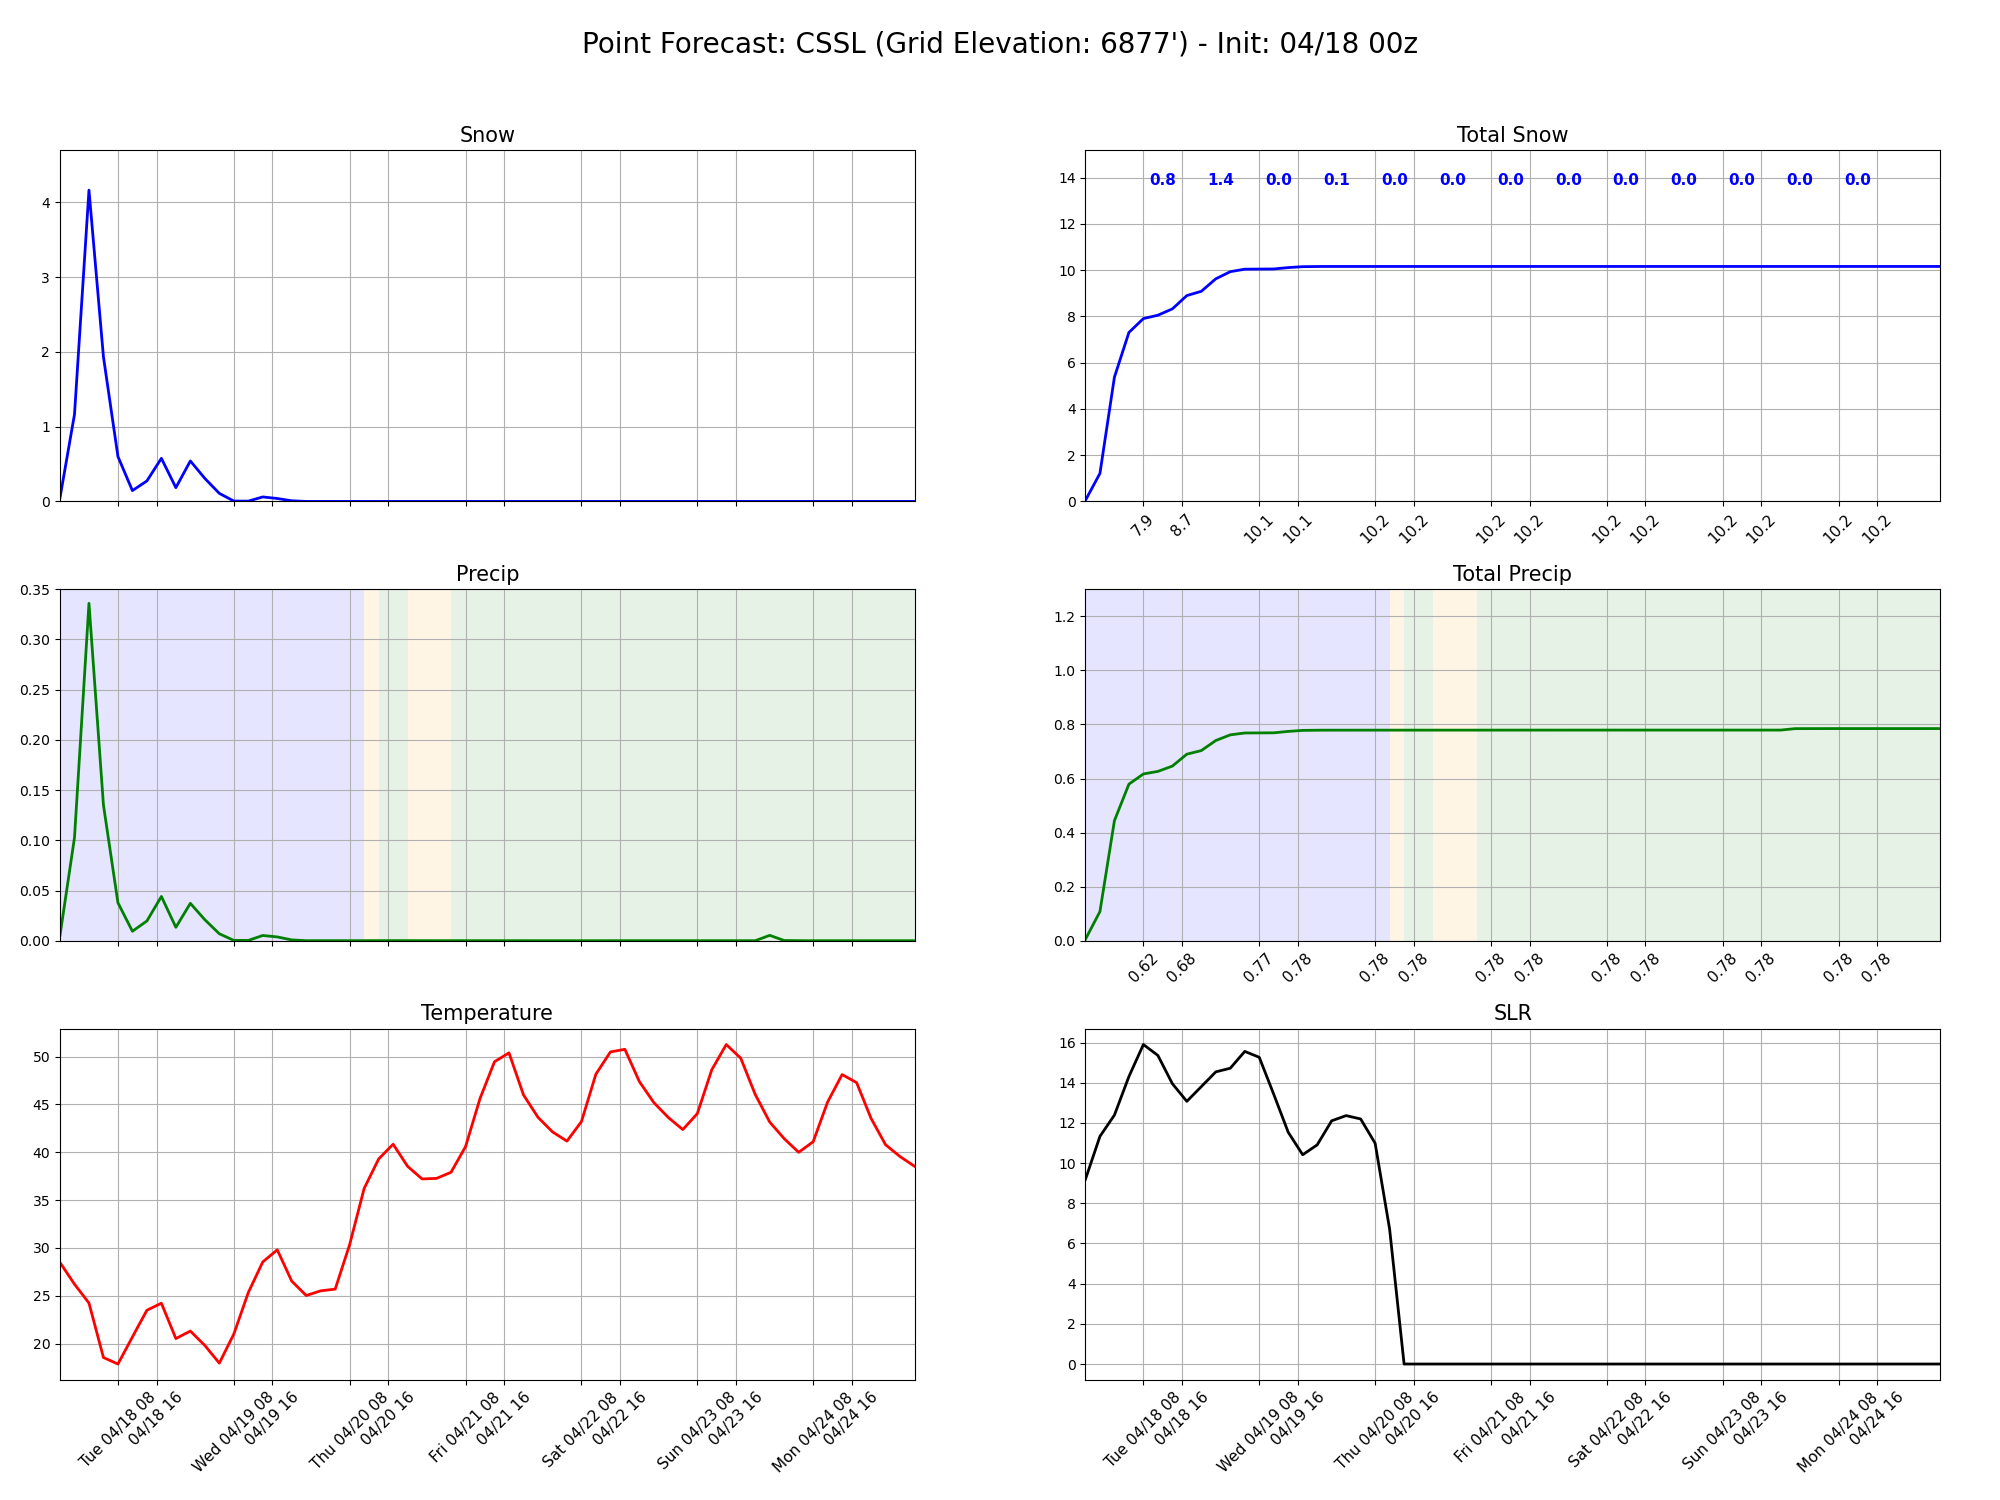 Point Forecast: CSSL (Grid Elevation: 6877') - Init: 04/18 00z
Snow
4
3
2
1
0
Total Snow
14
12
10
8
6
4
2
0
0.8 1.4 0.0 0.1 0.0 0.0 0.0 0.0 0.0 0.0 0.0 0.0 0.0
7.9 8.7 10.1 10.1 10.2 10.2 10.2 10.2 10.2 10.2 10.2 10.2 10.2 10.2
Precip
0.35
0.30
0.25
0.20
0.15
0.10
0.05
0.00
Total Precip
1.2
1.0
0.8
0.6
0.4
0.2
0.0
0.62 0.68 0.77 0.78 0.78 0.78 0.78 0.78 0.78 0.78 0.78 0.78 0.78 0.78
Temperature
50
45
40
35
30
25
20
Tue 04/18 08
04/18 16
Wed 04/19 08
04/19 16
Thu 04/20 08
04/20 16
Fri 04/21 08
04/21 16
Sat 04/22 08
04/22 16
Sun 04/23 08
04/23 16
Mon 04/24 08
04/24 16
SLR
16
14
12
10
8
6
4
2
0
Tue 04/18 08
04/18 16
Wed 04/19 08
04/19 16
Thu 04/20 08
04/20 16
Fri 04/21 08
04/21 16
Sat 04/22 08
04/22 16
Sun 04/23 08
04/23 16
Mon 04/24 08
04/24 16